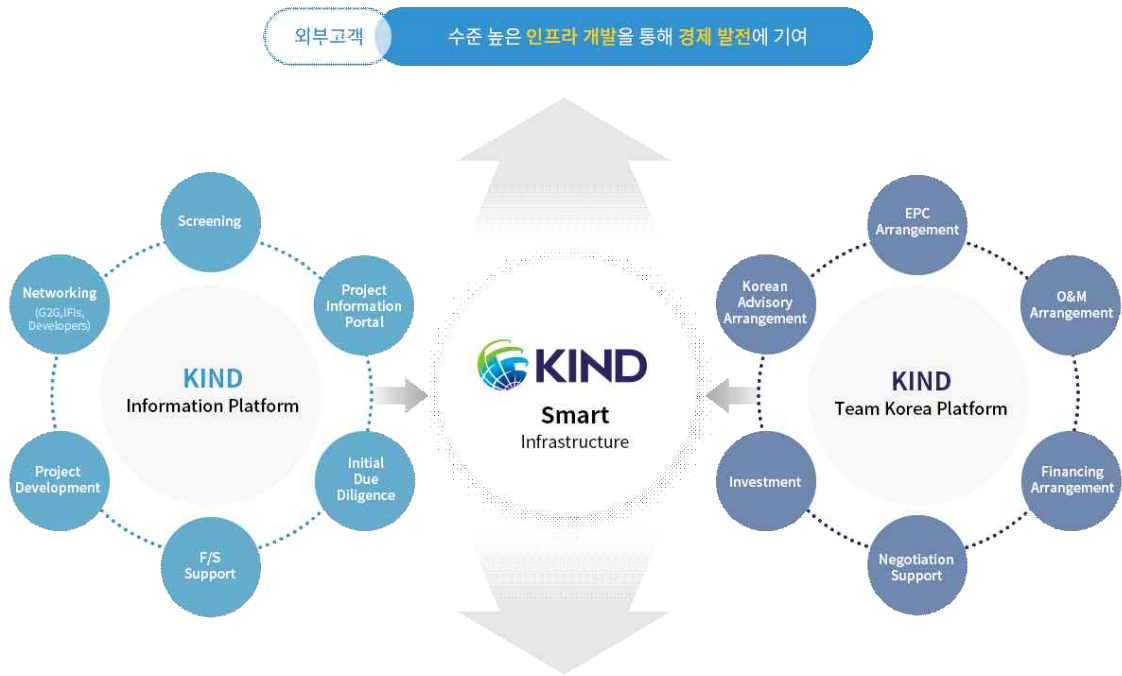 외부고객
수준 높은 인프라 개발을 통해 경제 발전에 기여
Screening
Networking
(G2G,IFIs,
Developers)
Project
Information
Portal
KIND
Information Platform
Project
Development
Initial
Due
Diligence
F/S
Support
KIND
Smart
Infrastructure
EPC
Arrangement
Korean
Advisory
Arrangement
O&M
Arrangement
KIND
Team Korea Platform
Investment
Financing
Arrangement
Negotiation
Support